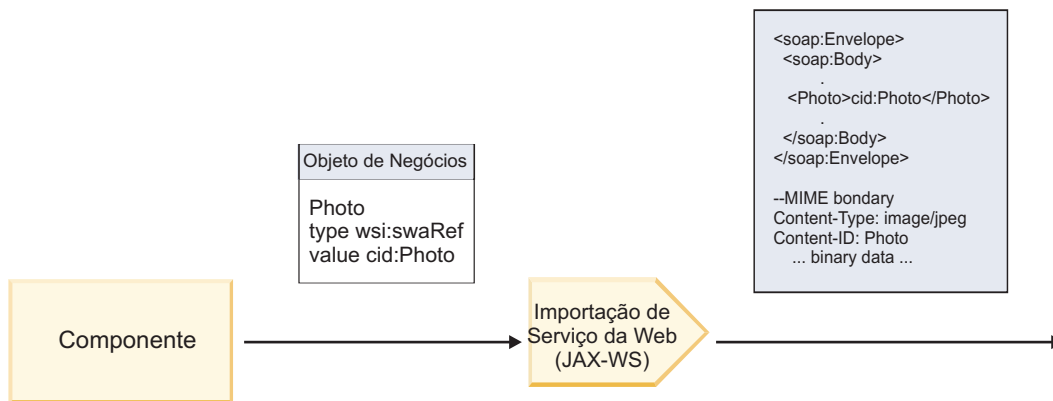 <soap:Envelope>
<soap:Body>
.
<Photo>cid:Photo</Photo>
.
</soap:Body>
</soap:Envelope>
--MIME bondary
Content-Type: image/jpeg
Content-ID: Photo
... binary data ...
Objeto de Negócios
Photo
type wsi:swaRef
value cid:Photo
Componente
Importação de
Serviço da Web
(JAX-WS)